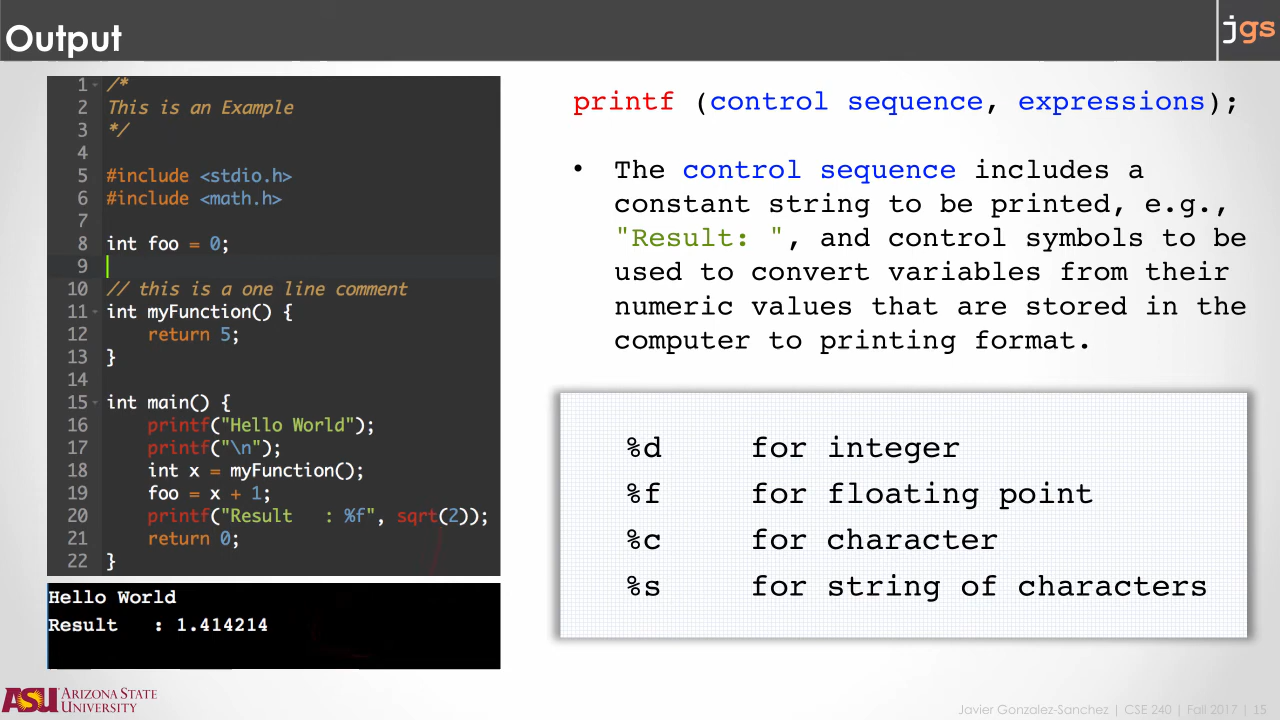 Output
jgs
1 /*
2 This is an Example
3 */
4
5 #include <stdio.h>
6 #include <math.h>
7
8 int foo = 0;
9
10 // this is a one line comment
11 int myFunction() {
12     return 5;
13 }
14
15 int main() {
16     printf("Hello World");
17     printf("\n");
18     int x = myFunction();
19     foo = x + 1;
20     printf("Result   : %f", sqrt(2));
21     return 0;
22 }
Hello World
Result   : 1.414214
printf (control sequence, expressions);
• The control sequence includes a
constant string to be printed, e.g.,
"Result: ", and control symbols to be
used to convert variables from their
numeric values that are stored in the
computer to printing format.
%d for integer
%f for floating point
%c for character
%s for string of characters
ASU ARIZONA STATE
UNIVERSITY
Javier Gonzalez-Sanchez | CSE 240 | Fall 2017 | 15